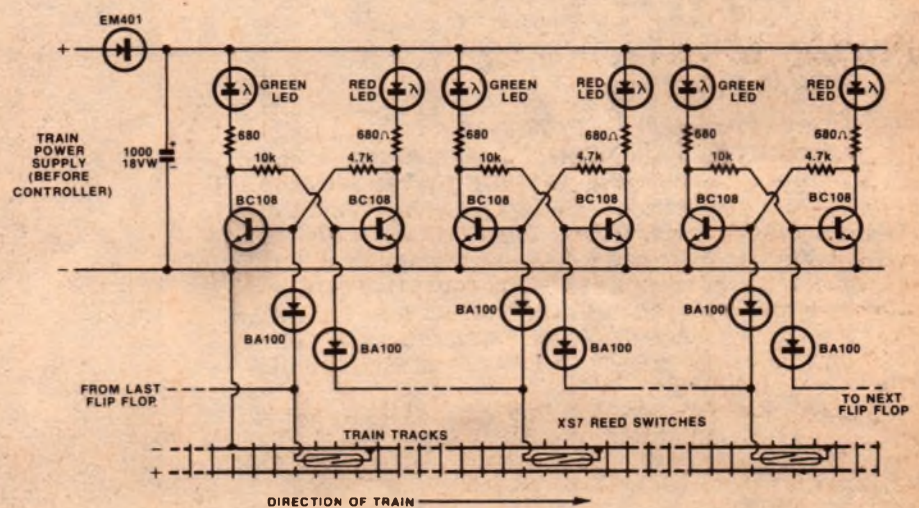 EM401
+
GREEN
LED
RED
LED
λ
λ
GREEN
LED
RED
LED
λ
λ
GREEN
LED
RED
LED
λ
λ
680
680Ω
680
680Ω
680
680Ω
10k
4.7k
10k
4.7k
10k
4.7k
TRAIN
POWER
SUPPLY
(BEFORE
CONTROLLER)
1000
18VW
+
−
BC108
BC108
BC108
BC108
BC108
BC108
−
BA100
BA100
BA100
BA100
BA100
BA100
FROM LAST
FLIP FLOP
TO NEXT
FLIP FLOP
TRAIN TRACKS
XS7 REED SWITCHES
−
+
DIRECTION OF TRAIN